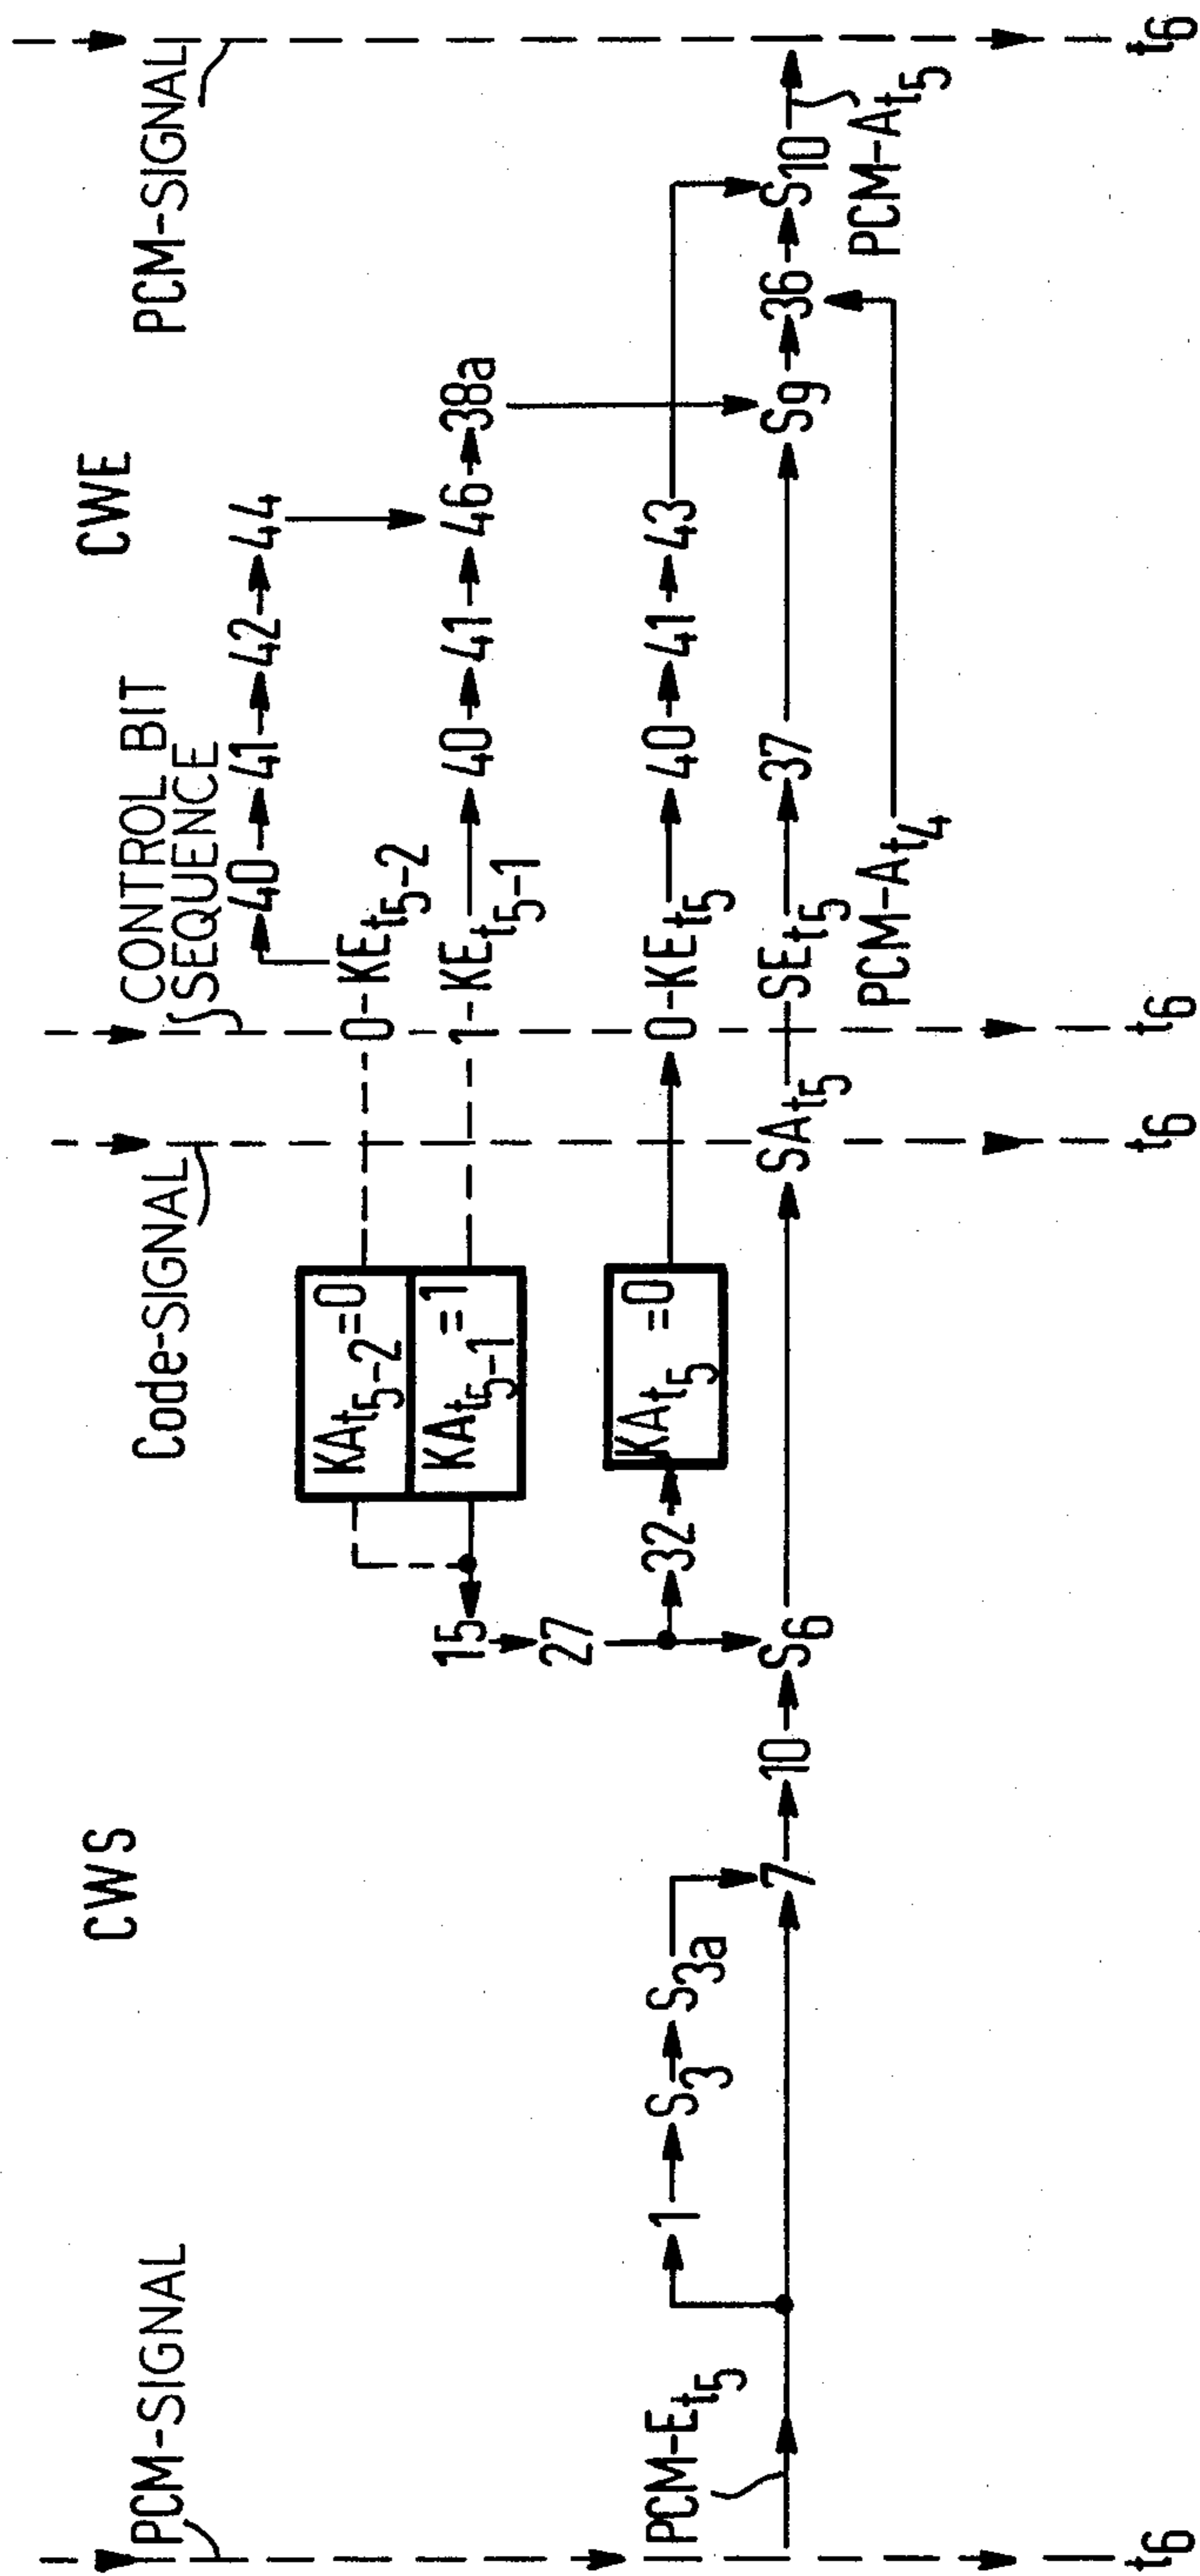 CWS
CWE
PCM-SIGNAL
Code-SIGNAL
CONTROL BIT
SEQUENCE
PCM-SIGNAL
40 41 42 44
KAt5-2 =0
0-KEt5-2
15
KAt5-1 =1
1-KEt5-1 40 41 46 38a
27
PCM-Et5
1 S3 S3a
32
KAt5 =0
0-KEt5 40 41 43
7 10 S6 SAt5 SEt5 37 S9 36 S10
PCM-At4
PCM-At5
t6 t6 t6 t6